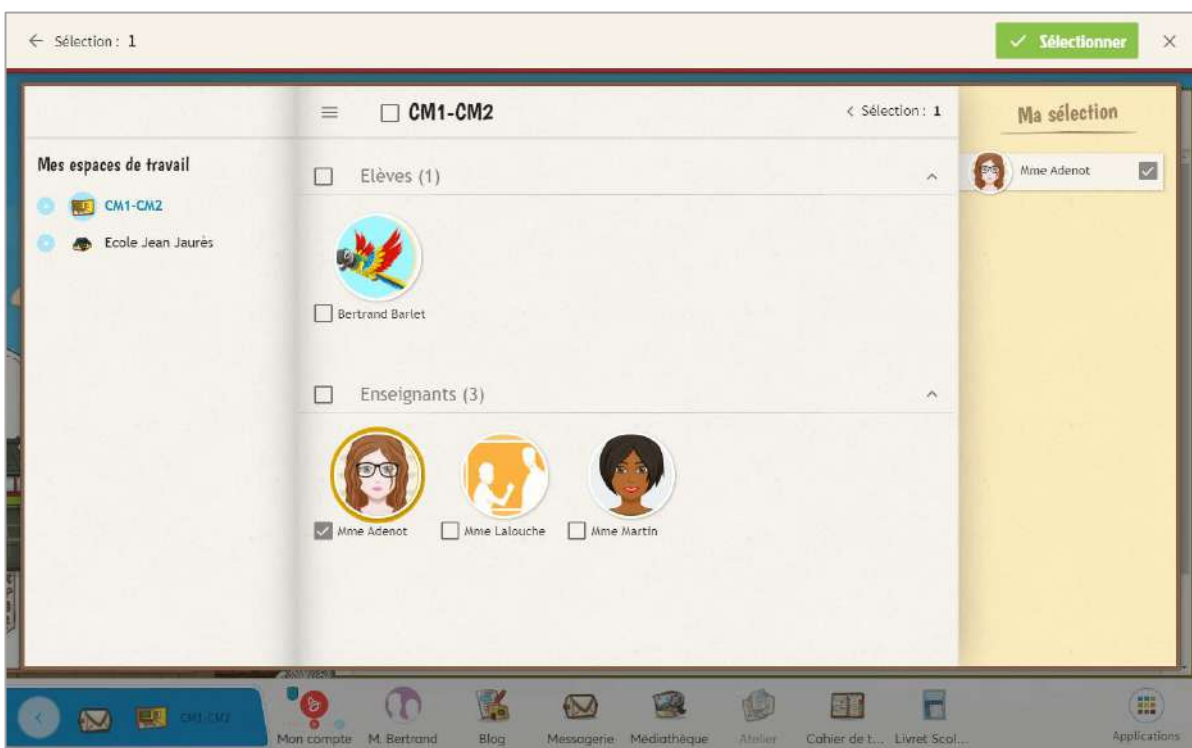 Sélection : 1
Sélectionner
CM1-CM2
< Sélection : 1
Ma sélection
Mes espaces de travail
CM1-CM2
Ecole Jean Jaurès
Elèves (1)
Mme Adenot
Bertrand Barlet
Enseignants (3)
Mme Adenot
Mme Lalouche
Mme Martin
CM1-CM2
Mon compte
M. Bertrand
Blog
Messagerie
Médiathèque
Atelier
Cahier de t...
Livret Scol...
Applications